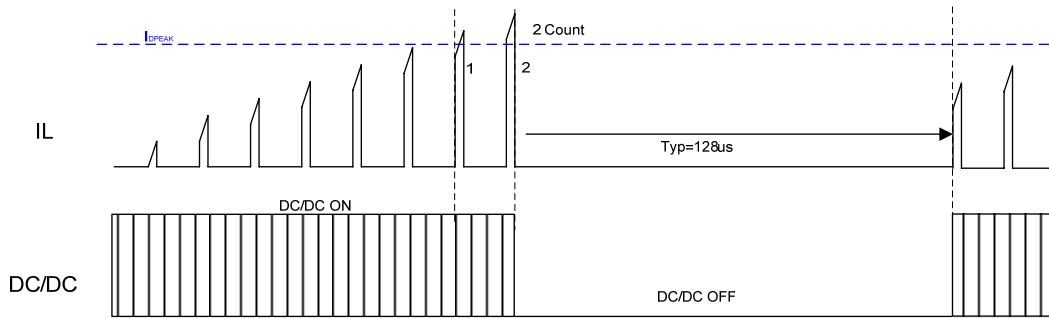 IDPEAK
2 Count
1
2
IL
Typ=128us
DC/DC ON
DC/DC
DC/DC OFF